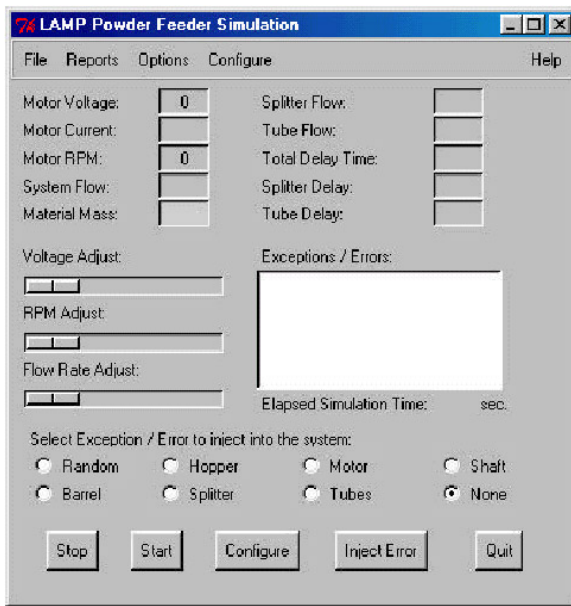 7k LAMP Powder Feeder Simulation
File Reports Options Configure Help
Motor Voltage: 0 Splitter Flow:
Motor Current: Tube Flow:
Motor RPM: 0 Total Delay Time:
System Flow: Splitter Delay:
Material Mass: Tube Delay:
Voltage Adjust: Exceptions / Errors:
RPM Adjust:
Flow Rate Adjust:
Elapsed Simulation Time: sec.
Select Exception / Error to inject into the system:
Random Hopper Motor Shaft
Barrel Splitter Tubes None
Stop Start Configure Inject Error Quit